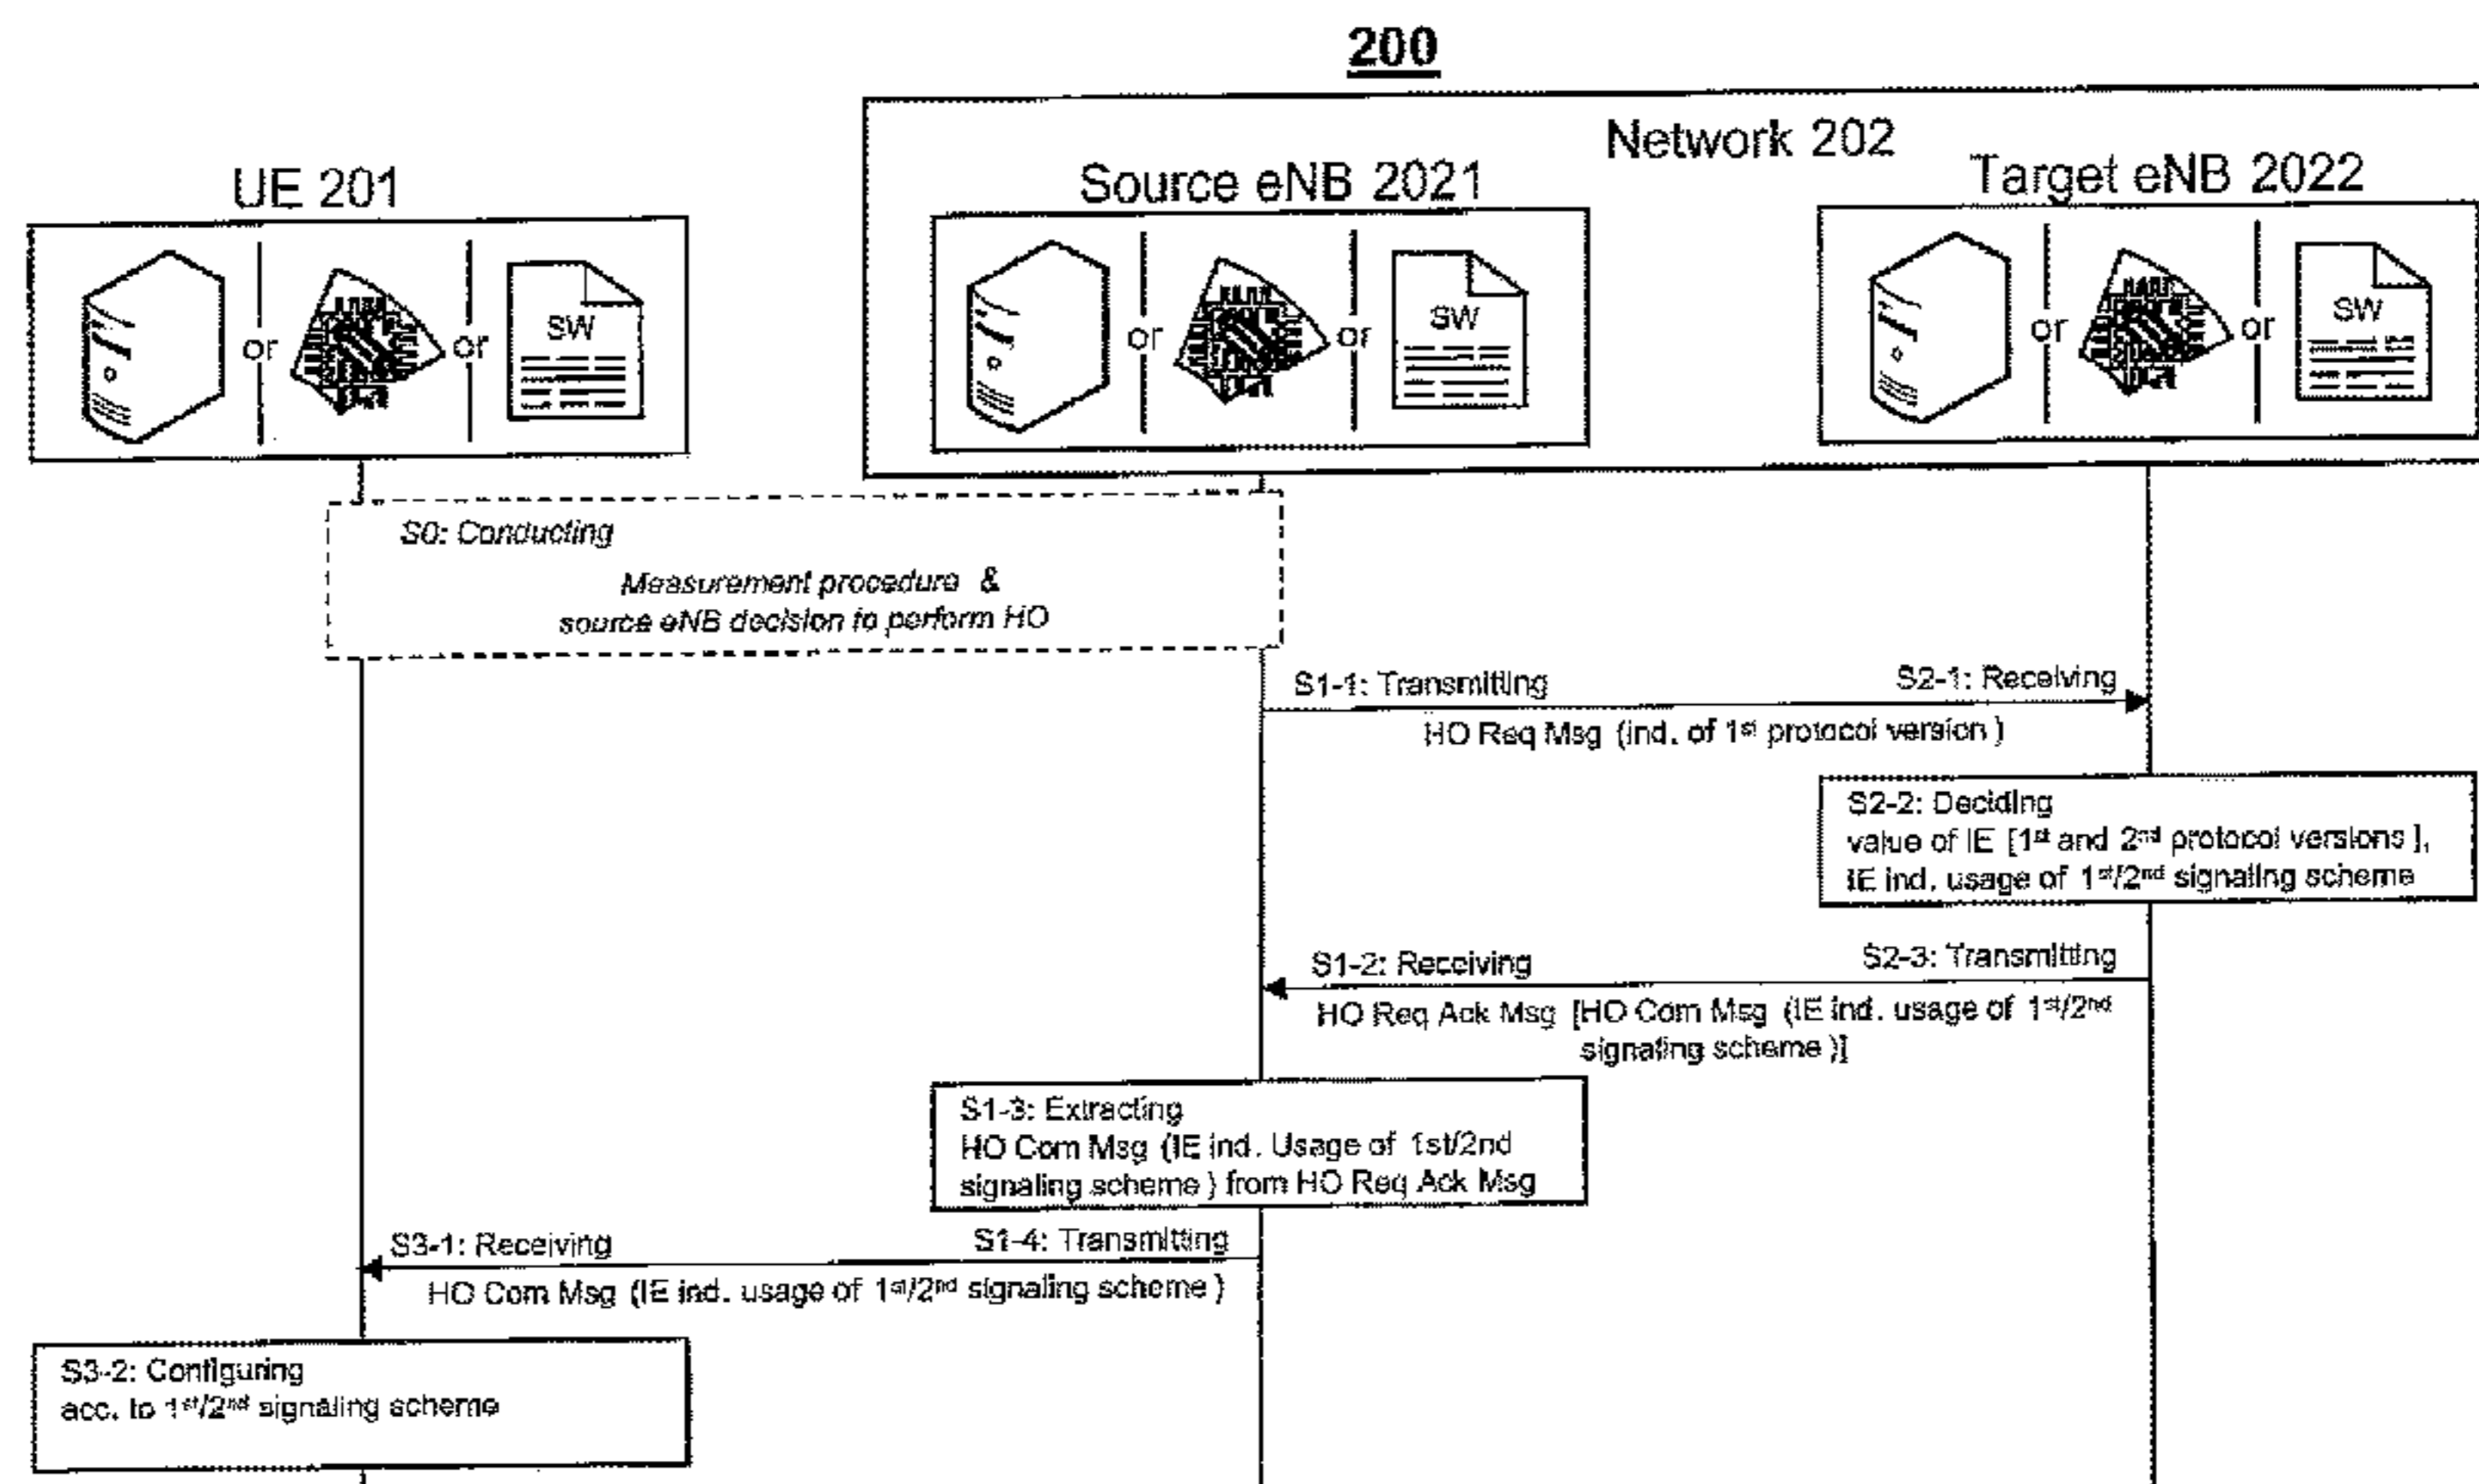 200
Network 202
UE 201
Source eNB 2021
Target eNB 2022
or
or
SW
or
or
SW
or
or
SW
S0: Conducting
Measurement procedure &
source eNB decision to perform HO
S1-1: Transmitting
S2-1: Receiving
HO Req Msg (ind. of 1st protocol version)
S2-2: Deciding
value of IE [1st and 2nd protocol versions],
IE ind. usage of 1st/2nd signaling scheme
S1-2: Receiving
S2-3: Transmitting
HO Req Ack Msg [HO Com Msg (IE ind. usage of 1st/2nd
signaling scheme)]
S1-3: Extracting
HO Com Msg (IE ind. Usage of 1st/2nd
signaling scheme) from HO Req Ack Msg
S3-1: Receiving
S1-4: Transmitting
HO Com Msg (IE ind. usage of 1st/2nd signaling scheme)
S3-2: Configuring
acc. to 1st/2nd signaling scheme